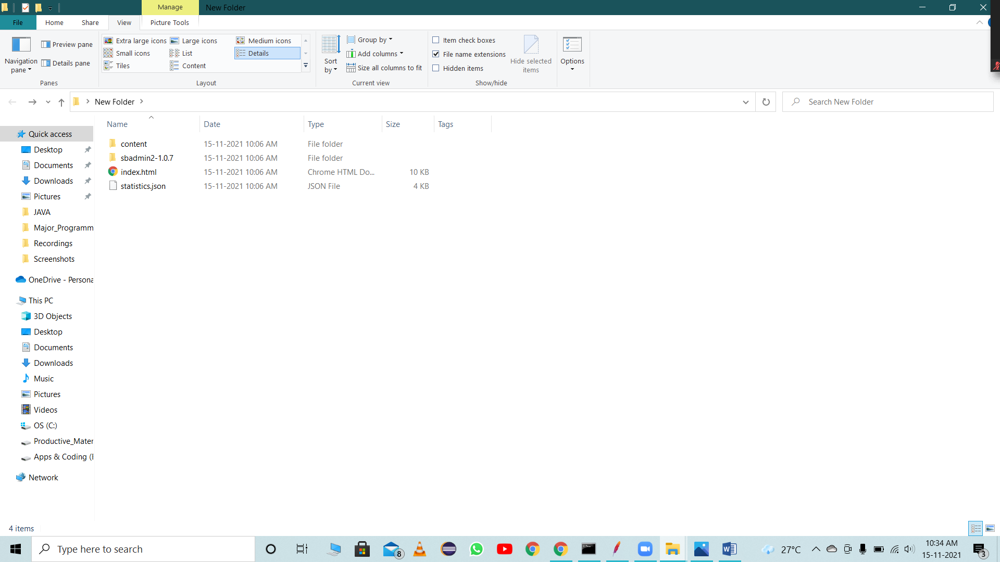 Manage
New Folder
File
Home
Share
View
Picture Tools
Navigation pane
Preview pane
Details pane
Panes
Extra large icons
Large icons
Medium icons
Small icons
List
Details
Tiles
Content
Layout
Sort by
Group by
Add columns
Size all columns to fit
Current view
Item check boxes
File name extensions
Hidden items
Hide selected items
Show/hide
Options
New Folder
Search New Folder
Name Date Type Size Tags
content 15-11-2021 10:06 AM File folder
sbadmin2-1.0.7 15-11-2021 10:06 AM File folder
index.html 15-11-2021 10:06 AM Chrome HTML Do... 10 KB
statistics.json 15-11-2021 10:06 AM JSON File 4 KB
Quick access
Desktop
Documents
Downloads
Pictures
JAVA
Major_Programm
Recordings
Screenshots
OneDrive - Persona
This PC
3D Objects
Desktop
Documents
Downloads
Music
Pictures
Videos
OS (C:)
Productive_Mater
Apps & Coding (
Network
4 items
Type here to search
8
27°C
10:34 AM
15-11-2021
3